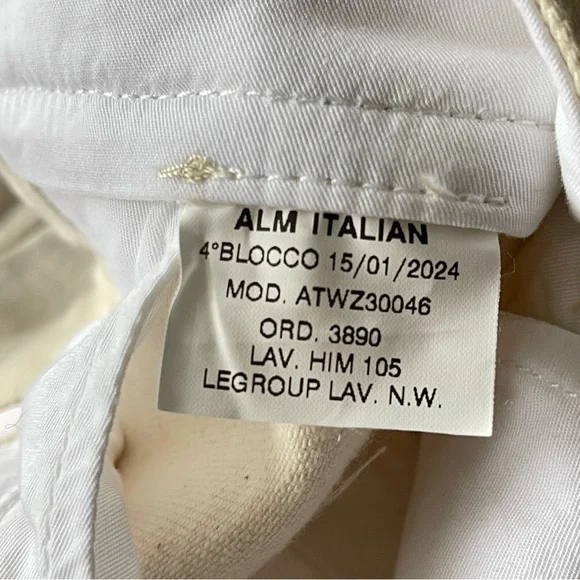 ALM ITALIAN
4°BLOCCO 15/01/2024
MOD. ATWZ30046
ORD. 3890
LAV. HIM 105
LEGROUP LAV. N.W.